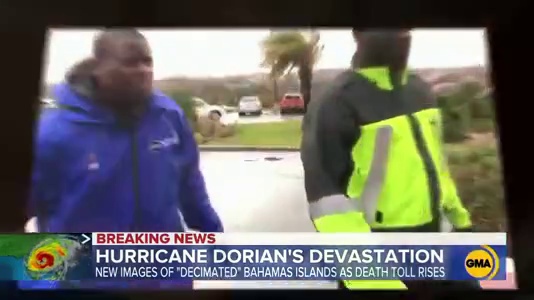 BREAKING NEWS
HURRICANE DORIAN'S DEVASTATION
NEW IMAGES OF "DECIMATED" BAHAMAS ISLANDS AS DEATH TOLL RISES
GMA